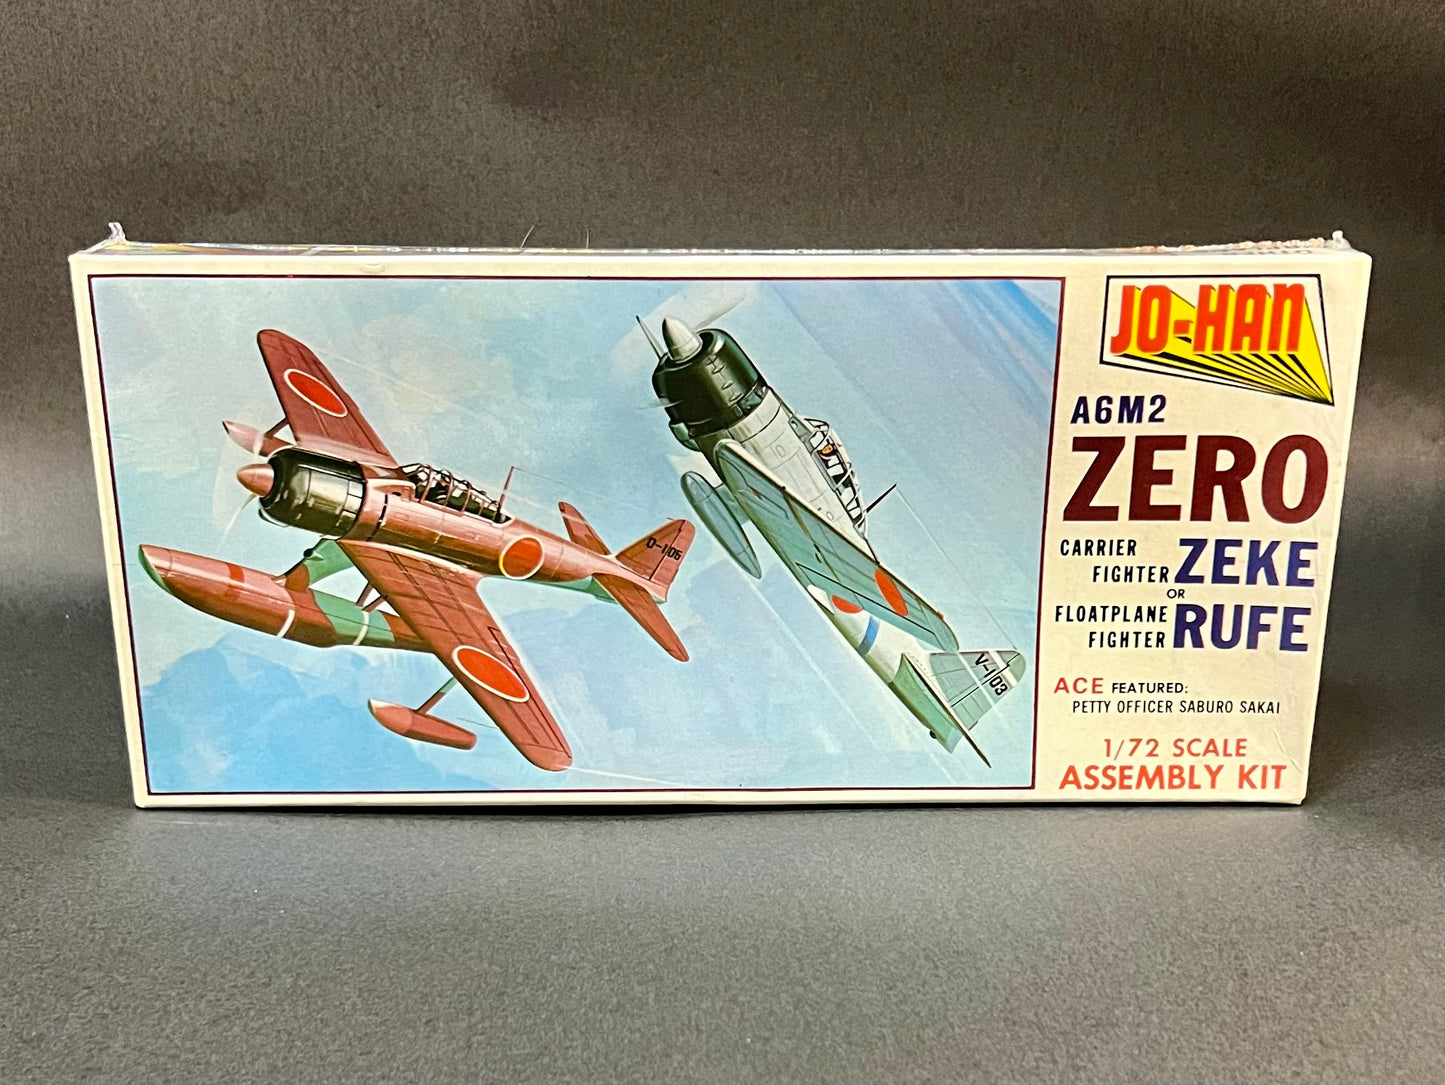 JO-HAN
A6M2
ZERO
CARRIER FIGHTER ZEKE
OR
FLOATPLANE FIGHTER RUFE
ACE FEATURED:
PETTY OFFICER SABURO SAKAI
1/72 SCALE
ASSEMBLY KIT
O-105
V-103